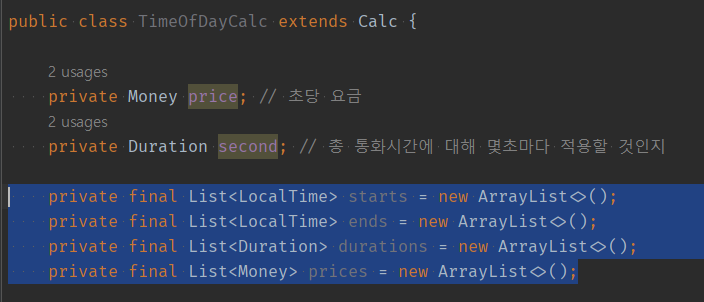 public class TimeOfDayCalc extends Calc {
2 usages
private Money price; // 초당 요금
2 usages
private Duration second; // 총 통화시간에 대해 몇초마다 적용할 것인지
private final List<LocalTime> starts = new ArrayList<>();
private final List<LocalTime> ends = new ArrayList<>();
private final List<Duration> durations = new ArrayList<>();
private final List<Money> prices = new ArrayList<>();